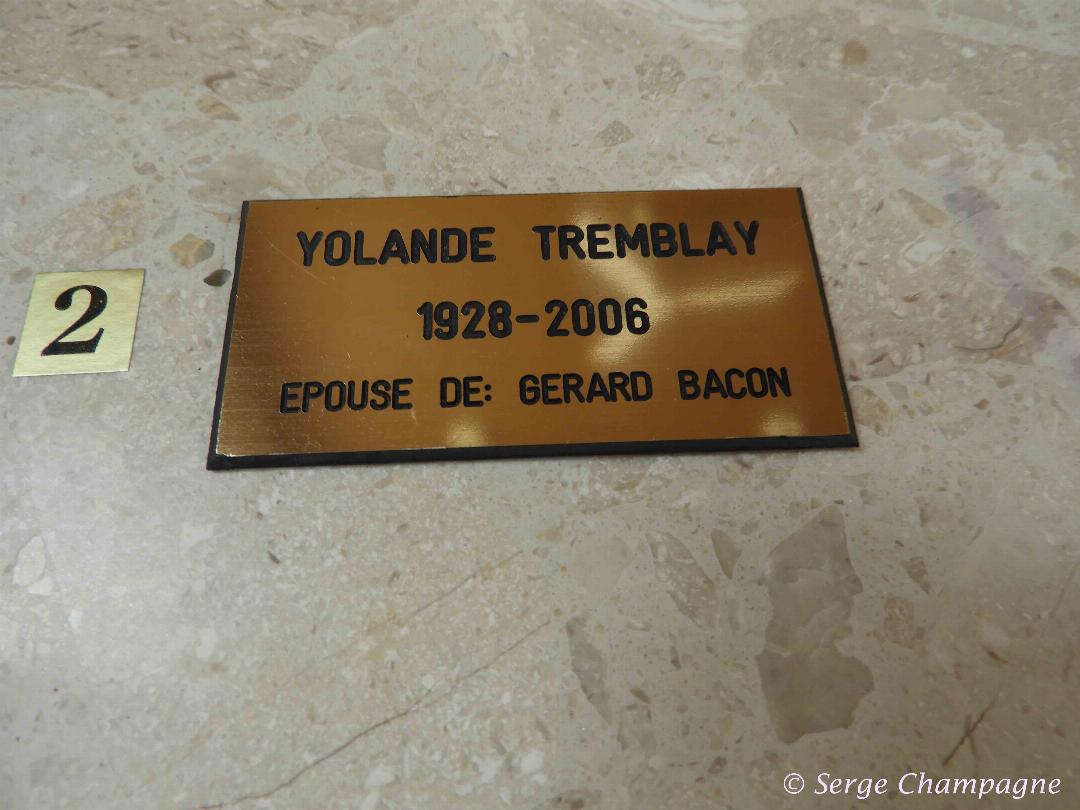 YOLANDE TREMBLAY
1928-2006
EPOUSE DE: GERARD BACON
2
© Serge Champagne